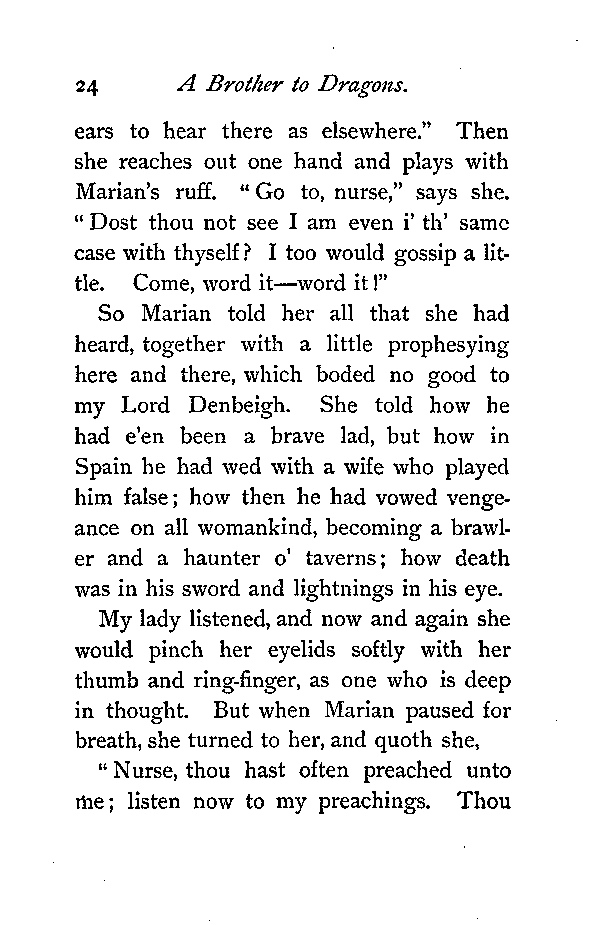 24 A Brother to Dragons.
ears to hear there as elsewhere.” Then
she reaches out one hand and plays with
Marian's ruff. “Go to, nurse,” says she.
“Dost thou not see I am even i' th' same
case with thyself? I too would gossip a lit-
tle. Come, word it—word it!”
So Marian told her all that she had
heard, together with a little prophesying
here and there, which boded no good to
my Lord Denbeigh. She told how he
had e'en been a brave lad, but how in
Spain he had wed with a wife who played
him false; how then he had vowed venge-
ance on all womankind, becoming a brawl-
er and a haunter o' taverns; how death
was in his sword and lightnings in his eye.
My lady listened, and now and again she
would pinch her eyelids softly with her
thumb and ring-finger, as one who is deep
in thought. But when Marian paused for
breath, she turned to her, and quoth she,
“Nurse, thou hast often preached unto
me; listen now to my preachings. Thou